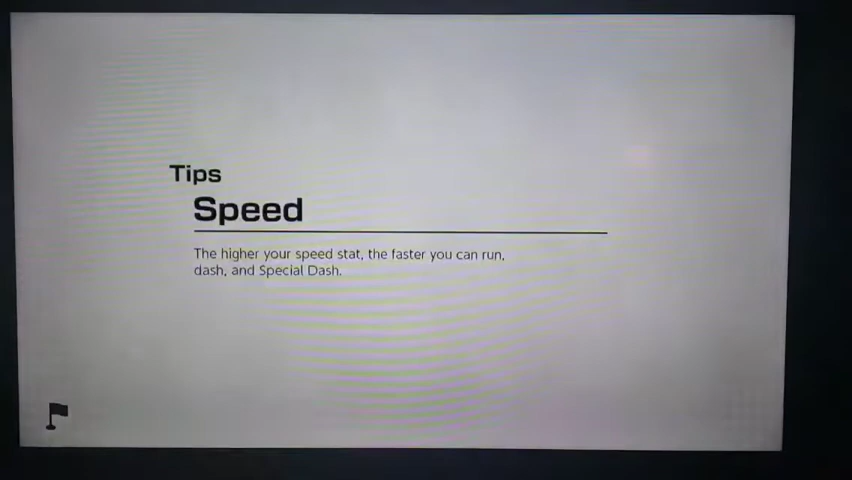 Tips
Speed
The higher your speed stat, the faster you can run,
dash, and Special Dash.